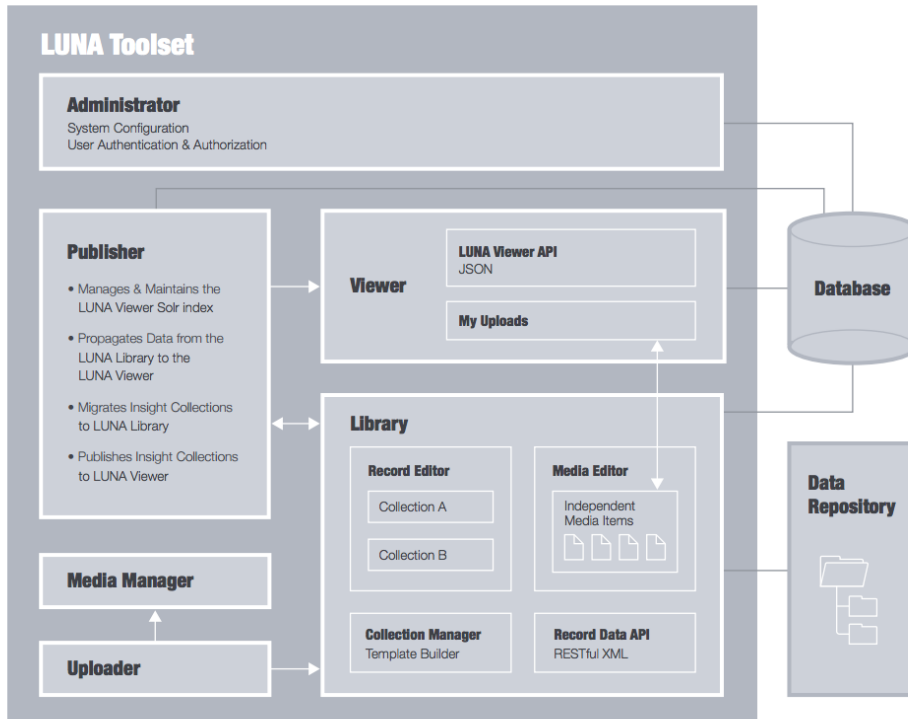 LUNA Toolset
Administrator
System Configuration
User Authentication & Authorization
Publisher
• Manages & Maintains the
LUNA Viewer Solr index
• Propagates Data from the
LUNA Library to the
LUNA Viewer
• Migrates Insight Collections
to LUNA Library
• Publishes Insight Collections
to LUNA Viewer
Viewer
LUNA Viewer API
JSON
My Uploads
Database
Library
Record Editor
Collection A
Collection B
Media Editor
Independent
Media Items
Collection Manager
Template Builder
Record Data API
RESTful XML
Data
Repository
Media Manager
Uploader